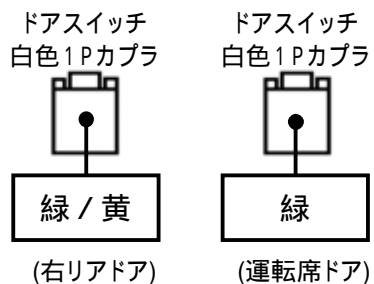 ドアスイッチ
白色1Pカプラ
緑/黄
(右リアドア)
ドアスイッチ
白色1Pカプラ
緑
(運転席ドア)